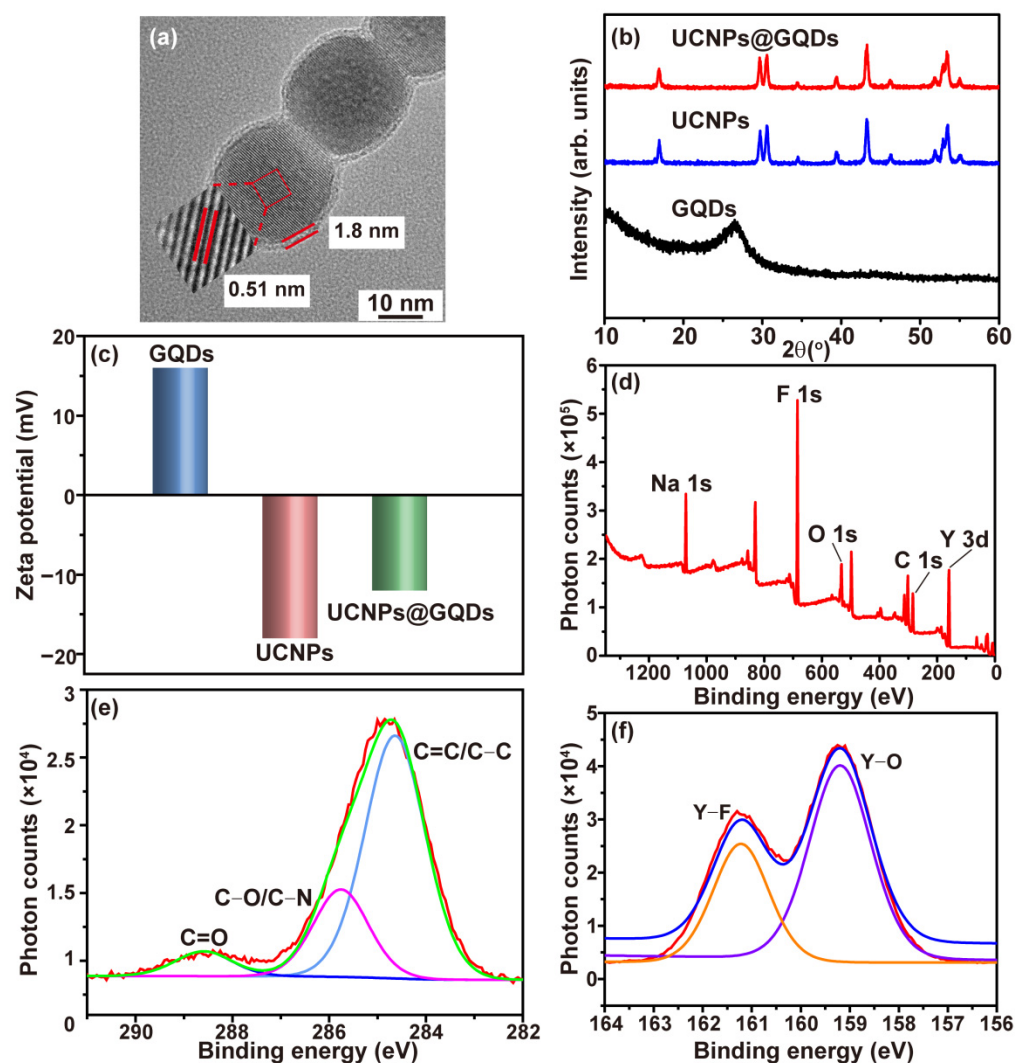 (a)
1.8 nm
0.51 nm
10 nm
(b)
UCNPs@GQDs
UCNPs
GQDs
Intensity (arb. units)
10 20 30 40 50 60
2θ(°)
(c)
GQDs
UCNPs
UCNPs@GQDs
Zeta potential (mV)
20
10
0
−10
−20
(d)
F 1s
Na 1s
O 1s
C 1s
Y 3d
Photon counts (×10⁵)
6
5
4
3
2
1
0
1200 1000 800 600 400 200 0
Binding energy (eV)
(e)
C=C/C−C
C−O/C−N
C=O
Photon counts (×10⁴)
3
2.5
1.5
1
0
290 288 286 284 282
Binding energy (eV)
(f)
Y−O
Y−F
Photon counts (×10⁴)
5
4
3
2
1
0
164 163 162 161 160 159 158 157 156
Binding energy (eV)